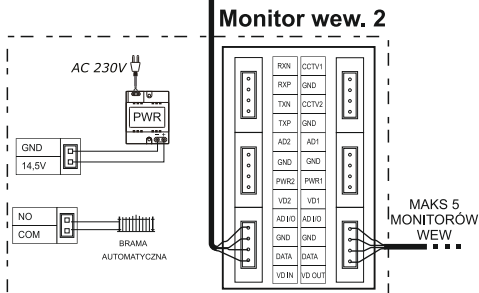 Monitor wew. 2
AC 230V
PWR
GND
14,5V
NO
COM
BRAMA
AUTOMATYCZNA
RXN CCTV1
RXP GND
TXN CCTV2
TXP GND
AD2 AD1
GND GND
PWR2 PWR1
VD2 VD1
AD I/O AD I/O
GND GND
DATA DATA
VD IN VD OUT
MAKS 5
MONITORÓW
WEW